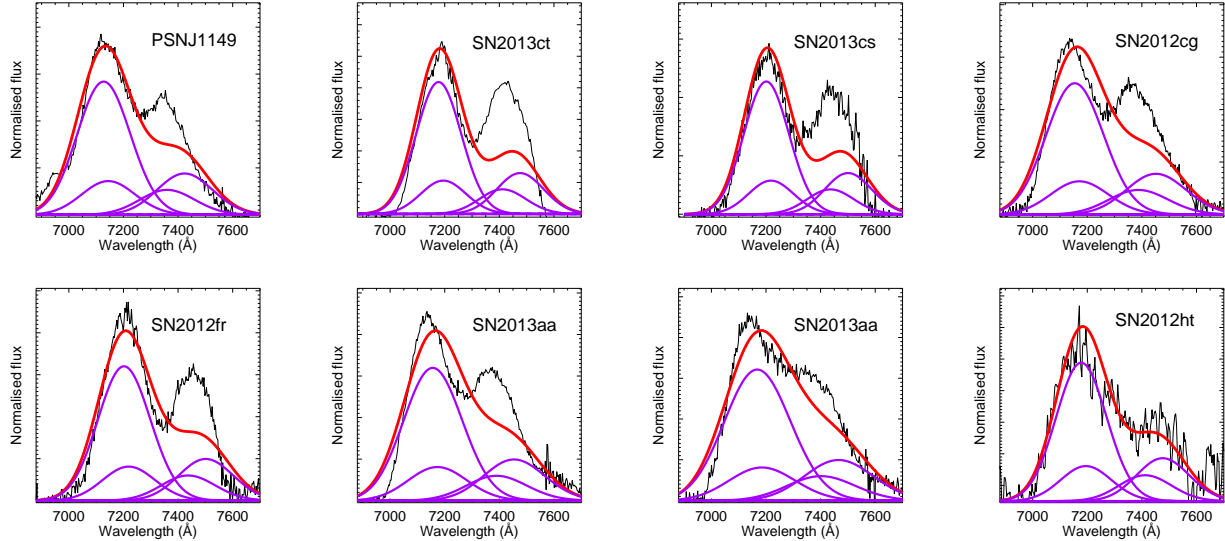 PSNJ1149
Normalised flux
7000 7200 7400 7600
Wavelength (Å)
SN2013ct
Normalised flux
7000 7200 7400 7600
Wavelength (Å)
SN2013cs
Normalised flux
7000 7200 7400 7600
Wavelength (Å)
SN2012cg
Normalised flux
7000 7200 7400 7600
Wavelength (Å)
SN2012fr
Normalised flux
7000 7200 7400 7600
Wavelength (Å)
SN2013aa
Normalised flux
7000 7200 7400 7600
Wavelength (Å)
SN2013aa
Normalised flux
7000 7200 7400 7600
Wavelength (Å)
SN2012ht
Normalised flux
7000 7200 7400 7600
Wavelength (Å)